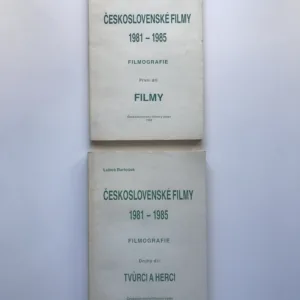 ČESKOSLOVENSKÉ FILMY
1981 – 1985
FILMOGRAFIE
První díl
FILMY
ČESKOSLOVENSKÉ FILMY
1981 – 1985
FILMOGRAFIE
Druhý díl
TVŮRCI A HERCI